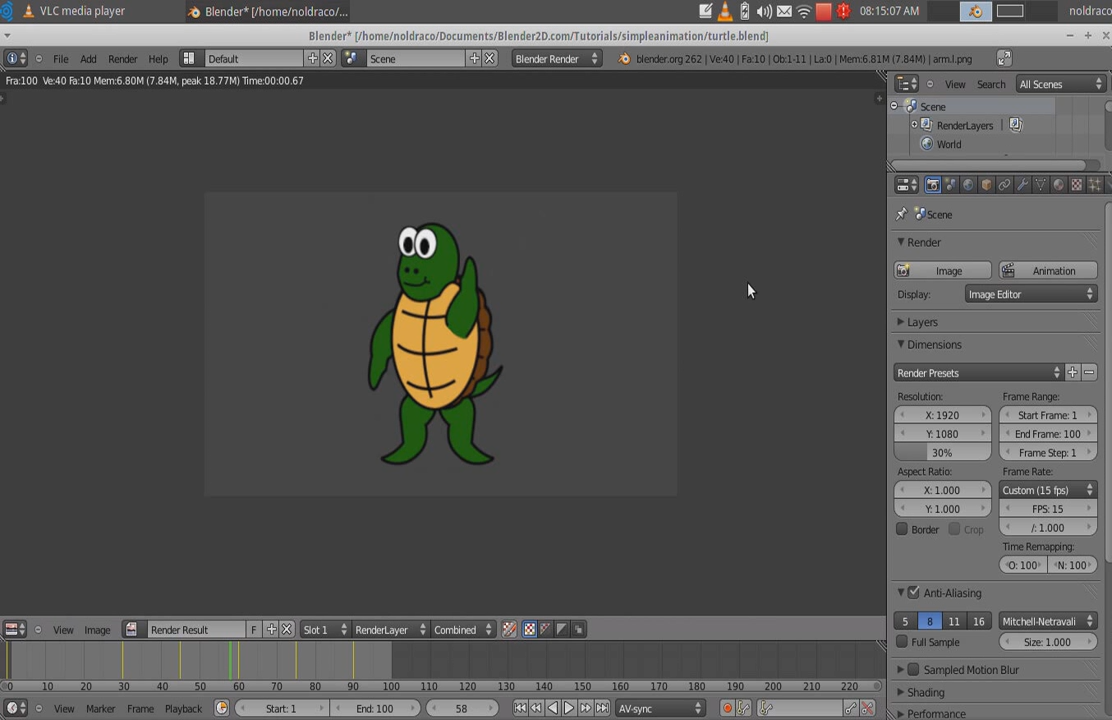 VLC media player
Blender* [/home/noldraco/...
08:15:07 AM
noldraco
Blender* [/home/noldraco/Documents/Blender2D.com/Tutorials/simpleanimation/turtle.blend]
File Add Render Help
Default
Scene
Blender Render
blender.org 262 | Ve:40 | Fa:10 | Ob:1-11 | La:0 | Mem:6.81M (7.84M) | arm.l.png
Fra:100 Ve:40 Fa:10 Mem:6.80M (7.84M, peak 18.77M) Time:00:00.67
View Search All Scenes
Scene
RenderLayers
World
Scene
Render
Image
Animation
Display: Image Editor
Layers
Dimensions
Render Presets
Resolution:
X: 1920
Y: 1080
30%
Aspect Ratio:
X: 1.000
Y: 1.000
Border
Crop
Frame Range:
Start Frame: 1
End Frame: 100
Frame Step: 1
Frame Rate:
Custom (15 fps)
FPS: 15
/: 1.000
Time Remapping:
O: 100
N: 100
Anti-Aliasing
5 8 11 16
Mitchell-Netravali
Full Sample
Size: 1.000
Sampled Motion Blur
Shading
Performance
View Image Render Result F Slot 1 RenderLayer Combined
0 10 20 30 40 50 60 70 80 90 100 110 120 130 140 150 160 170 180 190 200 210 220
View Marker Frame Playback Start: 1 End: 100 58 AV-sync